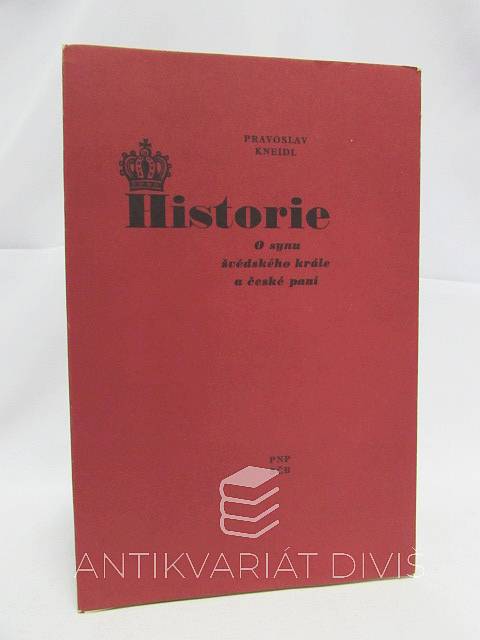 PRAVOSLAV
KNEIDL
Historie
O synu
švédského krále
a české paní
PNP
ANTIKVARIÁT DIVIŠ